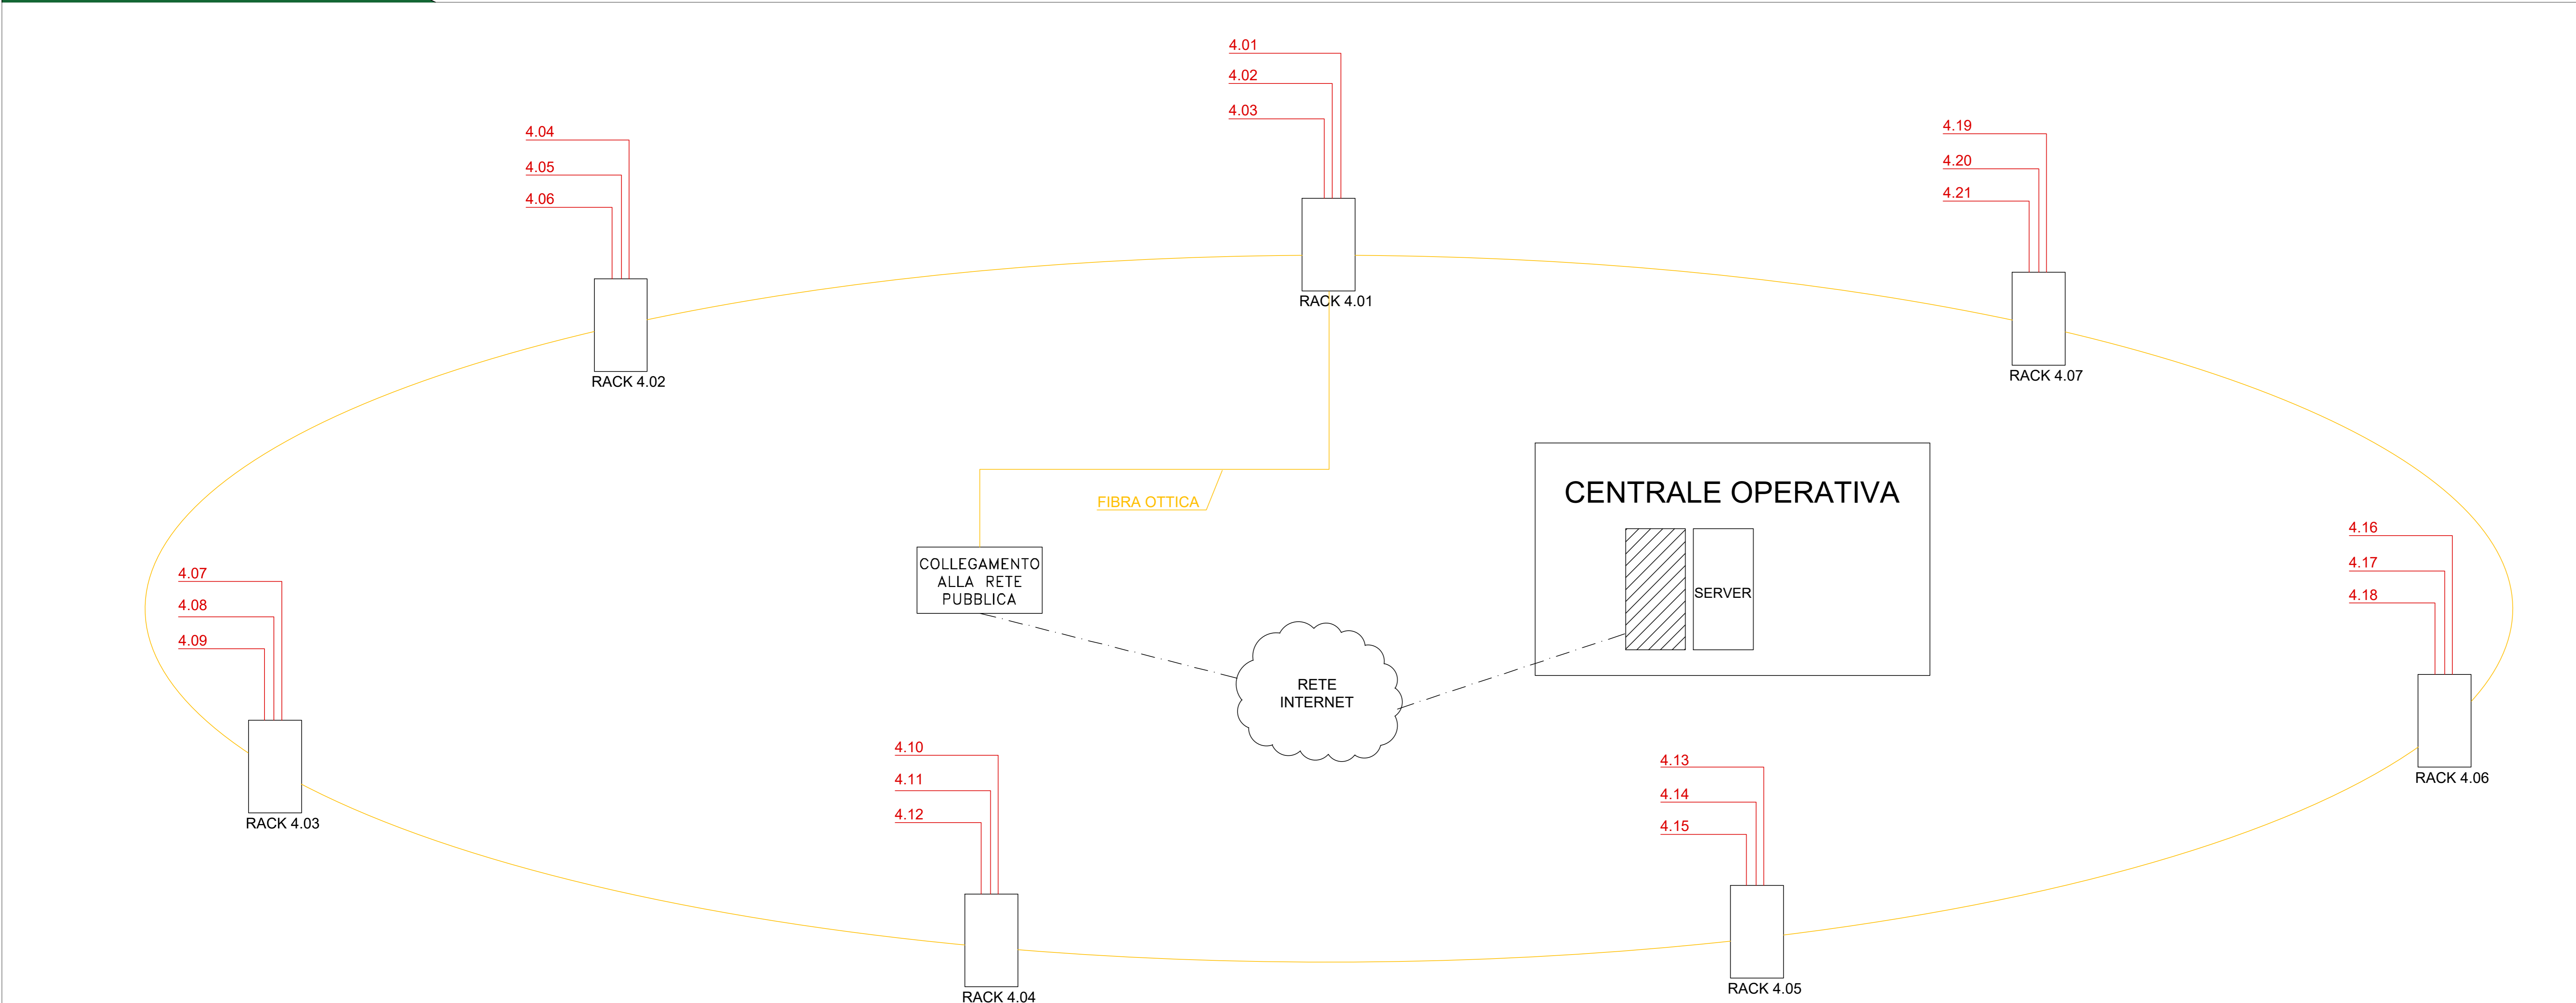 4.01
4.02
4.03
RACK 4.01
4.04
4.05
4.06
RACK 4.02
4.19
4.20
4.21
RACK 4.07
FIBRA OTTICA
CENTRALE OPERATIVA
SERVER
COLLEGAMENTO
ALLA RETE
PUBBLICA
RETE
INTERNET
4.07
4.08
4.09
RACK 4.03
4.16
4.17
4.18
RACK 4.06
4.10
4.11
4.12
RACK 4.04
4.13
4.14
4.15
RACK 4.05